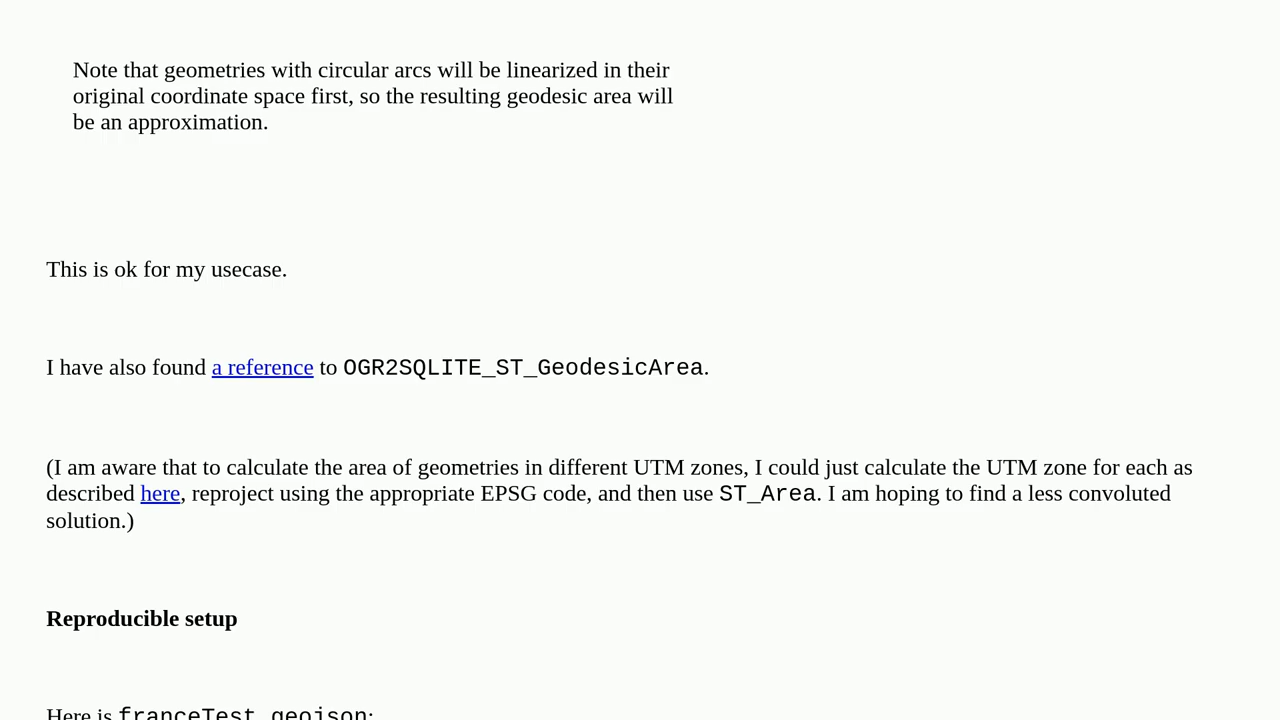 Note that geometries with circular arcs will be linearized in their
original coordinate space first, so the resulting geodesic area will
be an approximation.
This is ok for my usecase.
I have also found a reference to OGR2SQLITE_ST_GeodesicArea.
(I am aware that to calculate the area of geometries in different UTM zones, I could just calculate the UTM zone for each as
described here, reproject using the appropriate EPSG code, and then use ST_Area. I am hoping to find a less convoluted
solution.)
Reproducible setup
Here is franceTest.geojson: